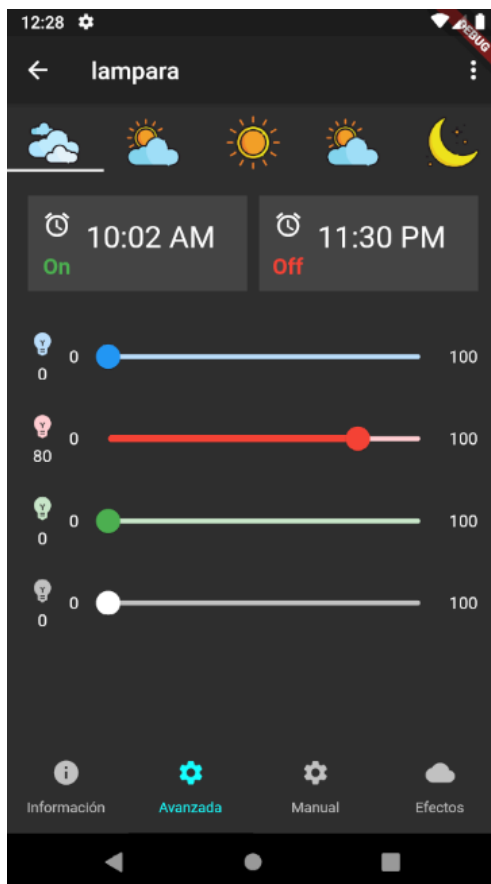 12:28
DEBUG
lampara
10:02 AM
On
11:30 PM
Off
0 0 100
80 0 100
0 0 100
0 0 100
Información Avanzada Manual Efectos